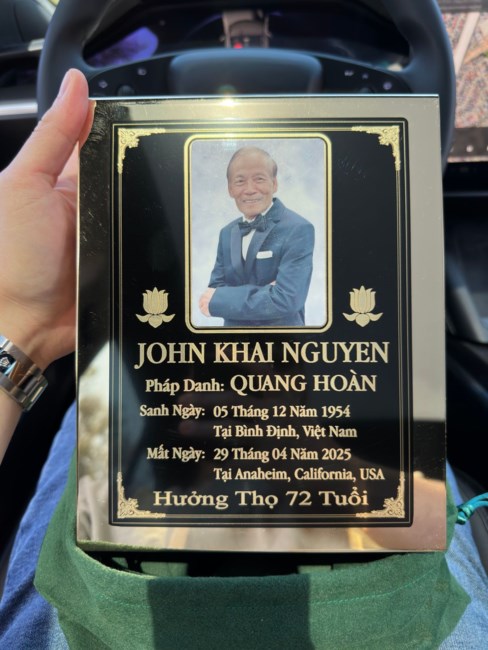 JOHN KHAI NGUYEN
Pháp Danh: QUANG HOÀN
Sanh Ngày: 05 Tháng 12 Năm 1954
Tại Bình Định, Việt Nam
Mất Ngày: 29 Tháng 04 Năm 2025
Tại Anaheim, California, USA
Hưởng Thọ 72 Tuổi